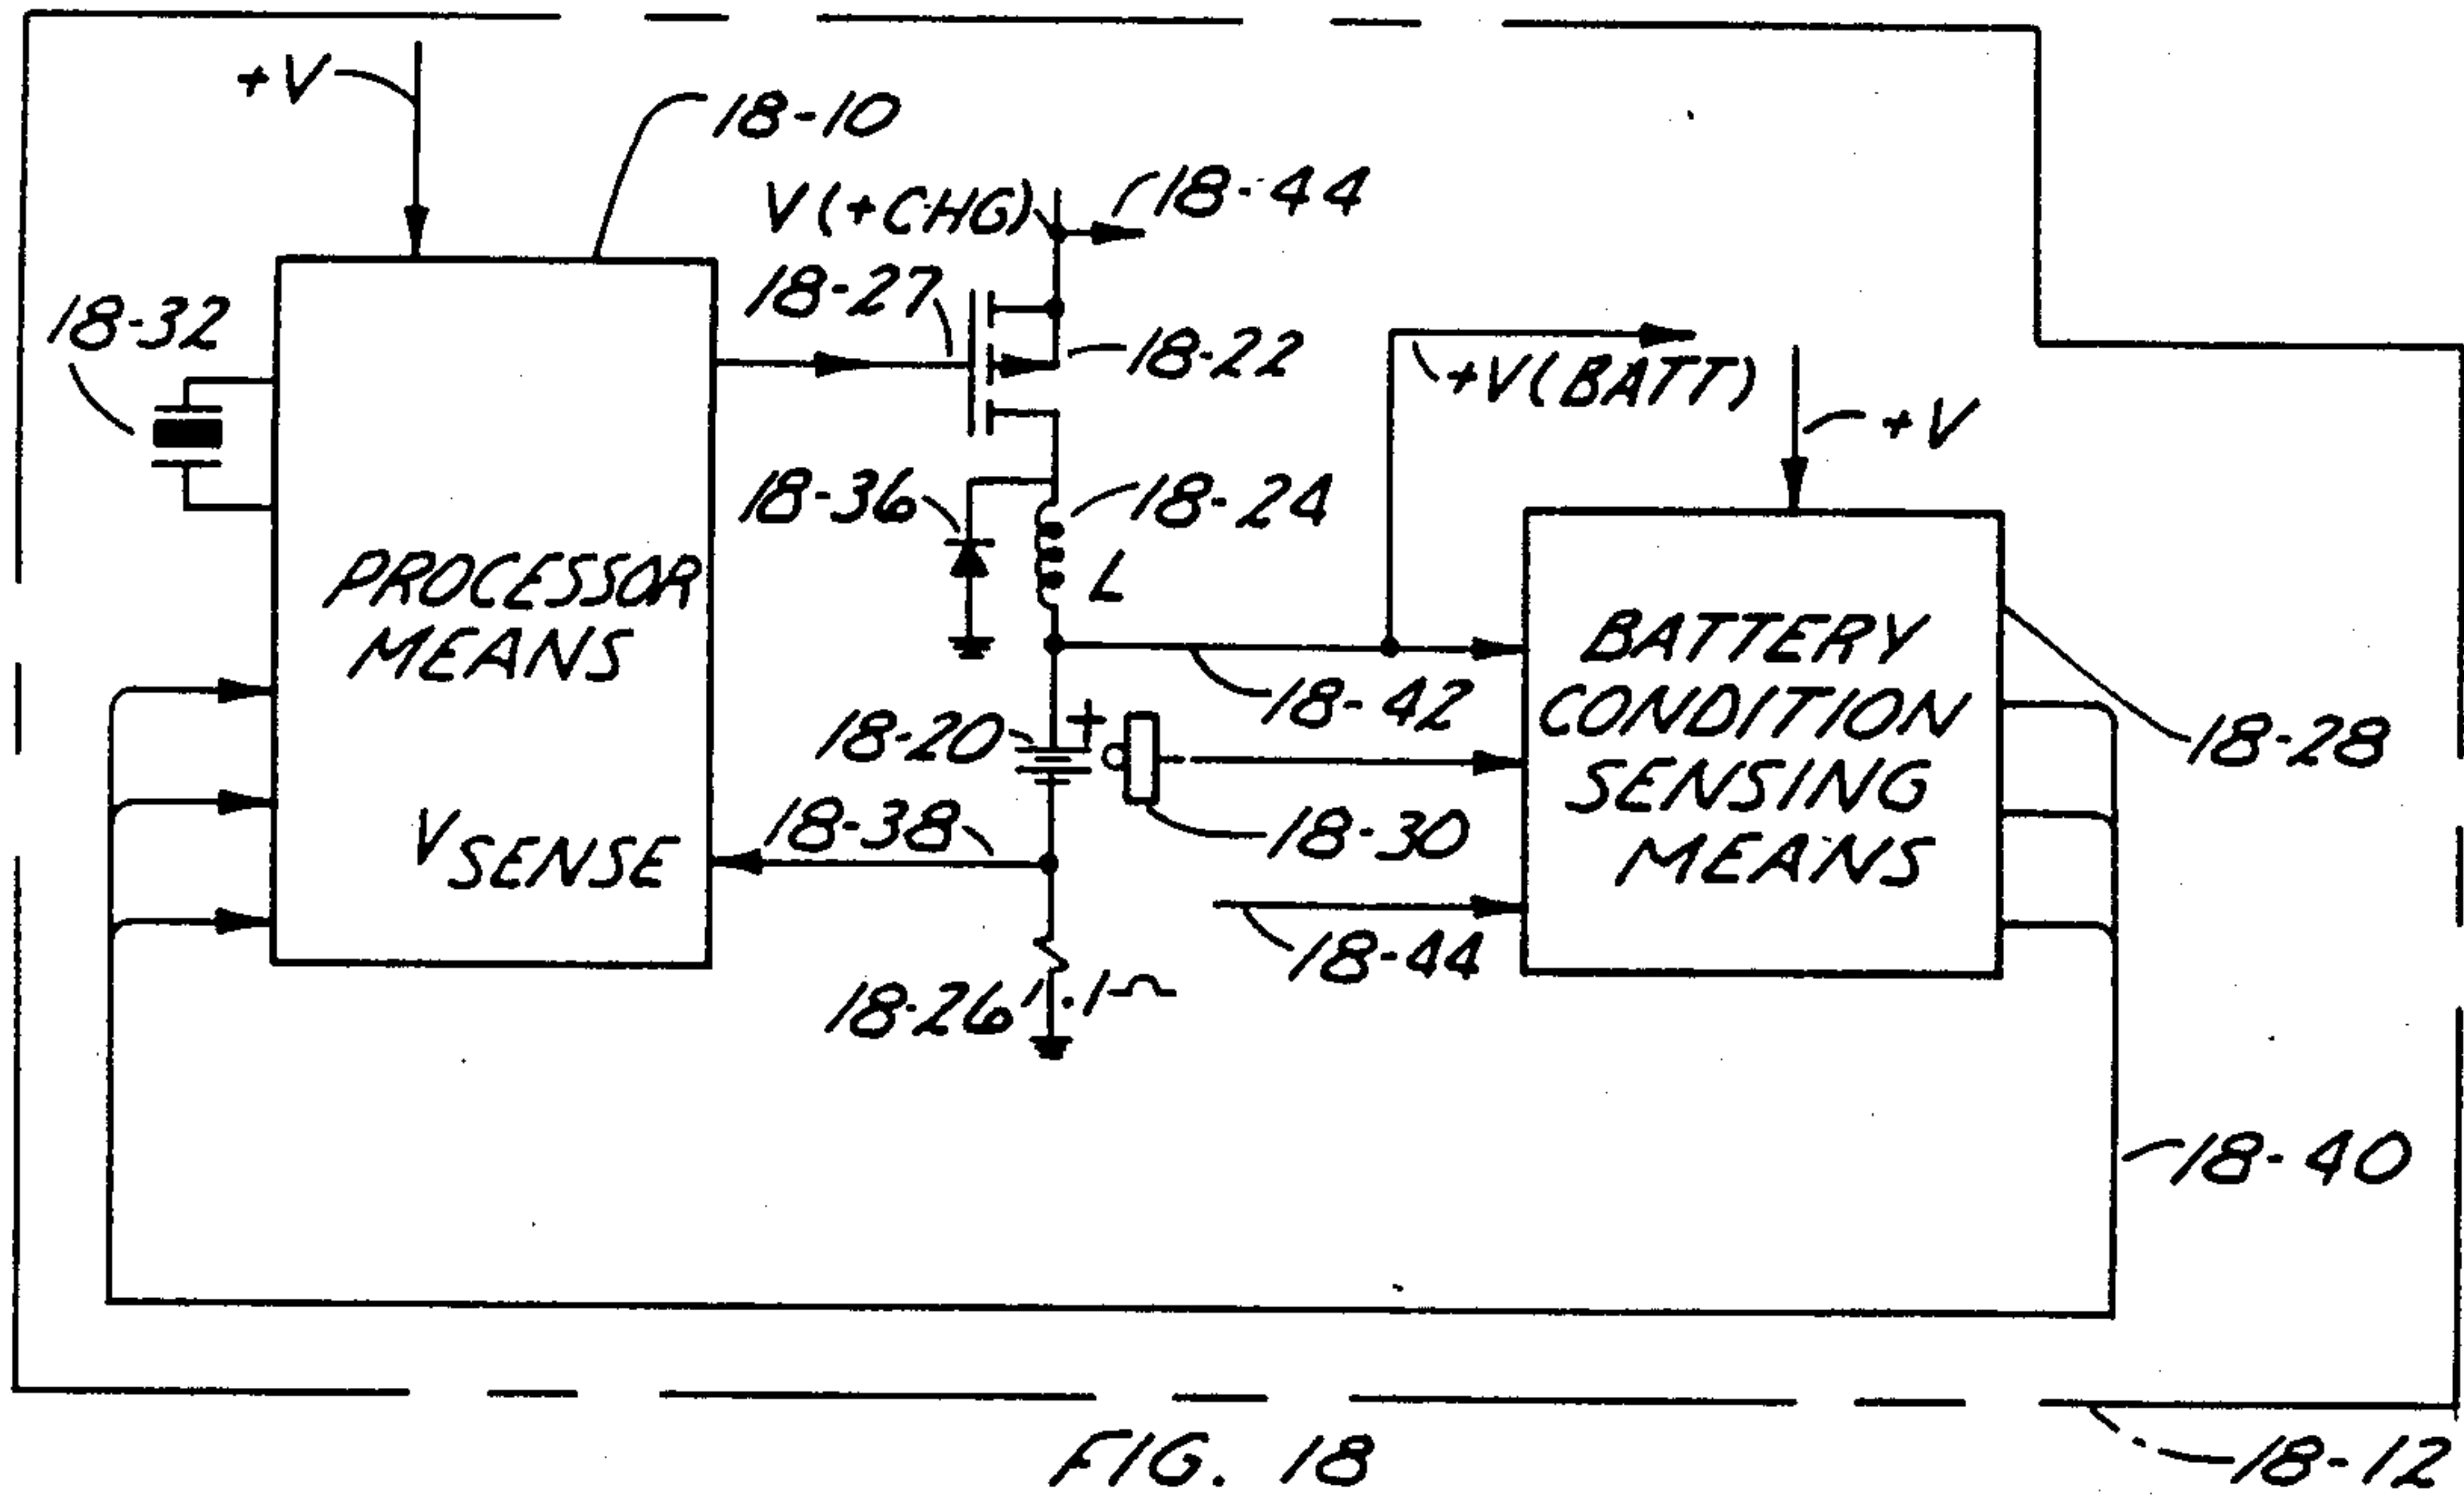 +V
18-10
V(+CHG)
18-44
18-27
18-32
18-22
+V(BATT)
+V
18-36
18-24
L
PROCESSOR
MEANS
BATTERY
CONDITION
SENSING
MEANS
18-42
18-20
+
18-28
18-38
18-30
VSENSE
18-44
18-26
.1Ω
18-40
FIG. 18
18-12